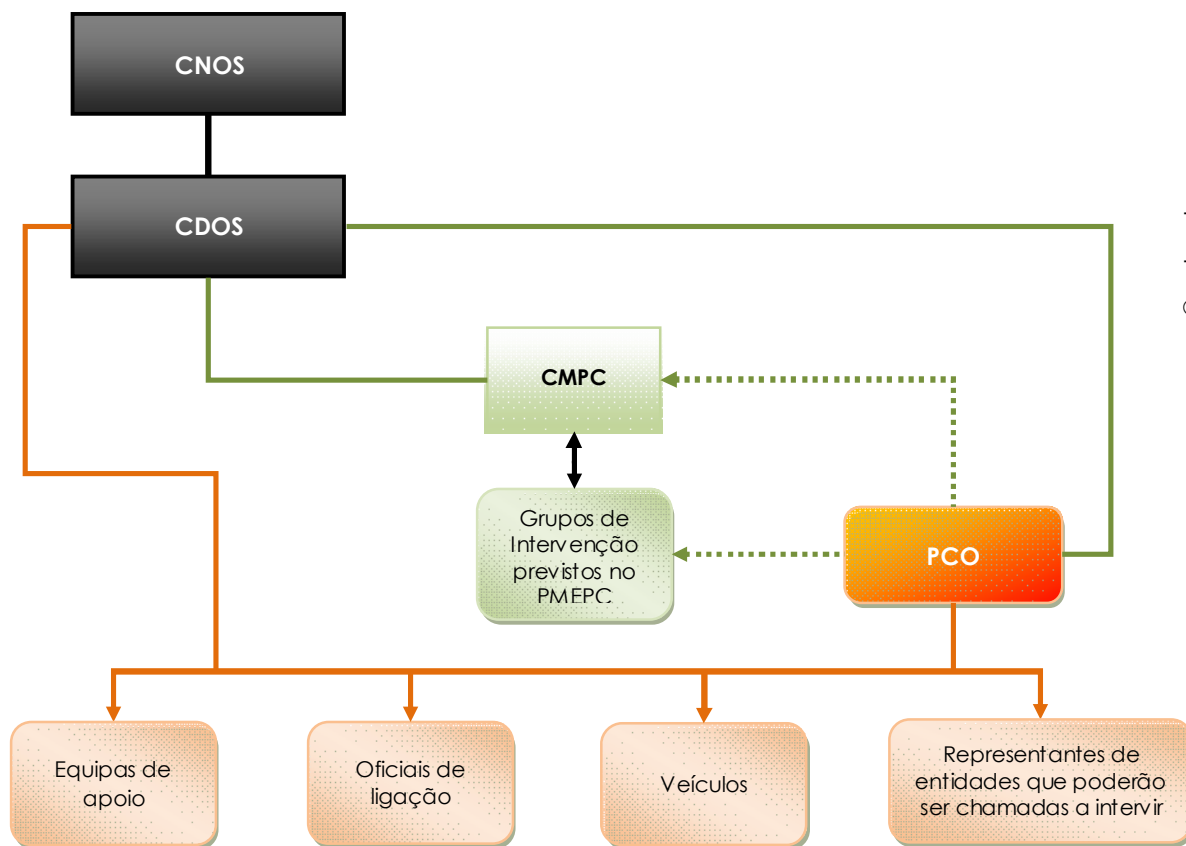 CNOS
CDOS
CMPC
Grupos de
Intervenção
previstos no
PMEPC
PCO
Equipas de
apoio
Oficiais de
ligação
Veículos
Representantes de
entidades que poderão
ser chamadas a intervir